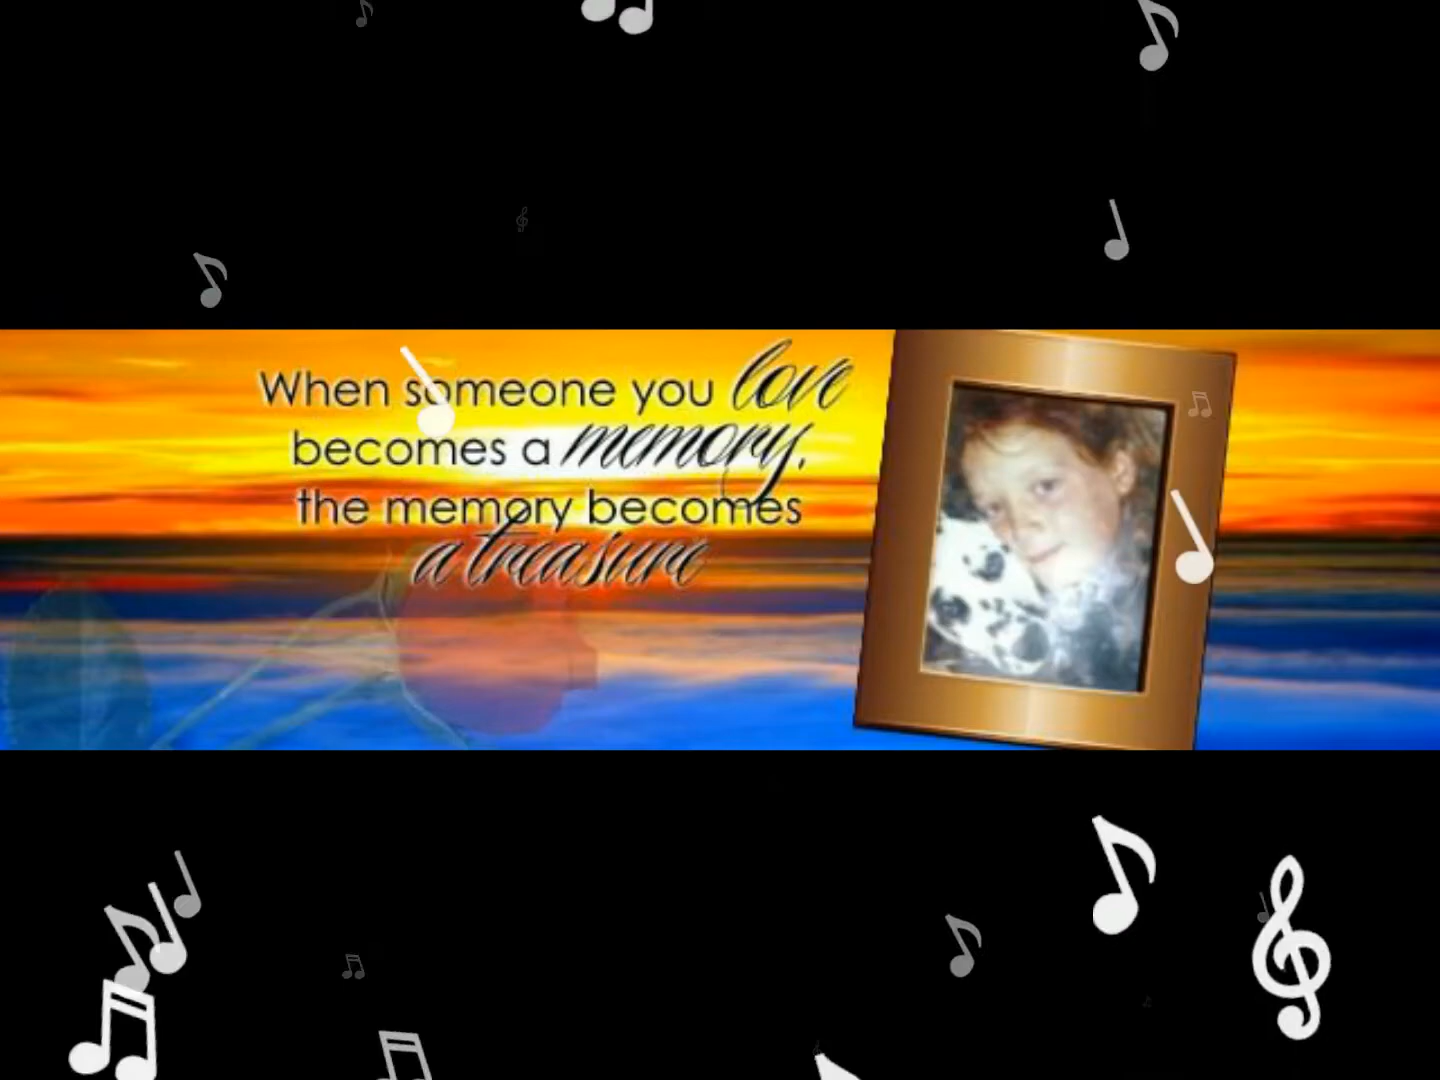 When someone you love
becomes a memory,
the memory becomes
a treasure